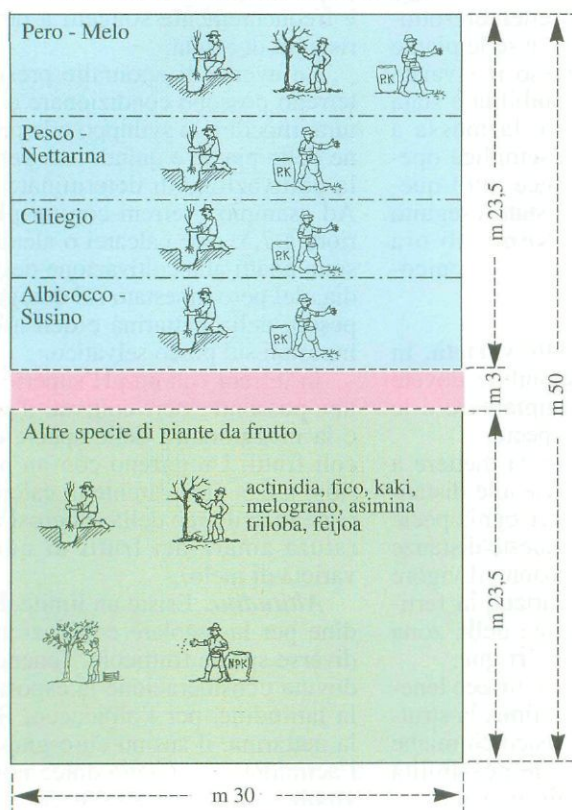 Pero - Melo
PK
Pesco -
Nettarina
PK
Ciliegio
PK
Albicocco -
Susino
PK
m 23,5
m 3
m 50
Altre specie di piante da frutto
actinidia, fico, kaki,
melograno, asimina
triloba, feijoa
NPK
m 23,5
m 30